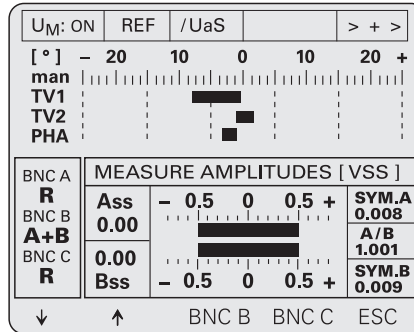 UM: ON REF /UaS > + >
[°] – 20 10 0 10 20 +
man
TV1
TV2
PHA
BNC A
R
BNC B
A+B
BNC C
R
MEASURE AMPLITUDES [VSS]
Ass – 0.5 0 0.5 + SYM.A
0.00 0.008
A/B
0.00 1.001
Bss – 0.5 0 0.5 + SYM.B
0.009
↓ ↑ BNC B BNC C ESC